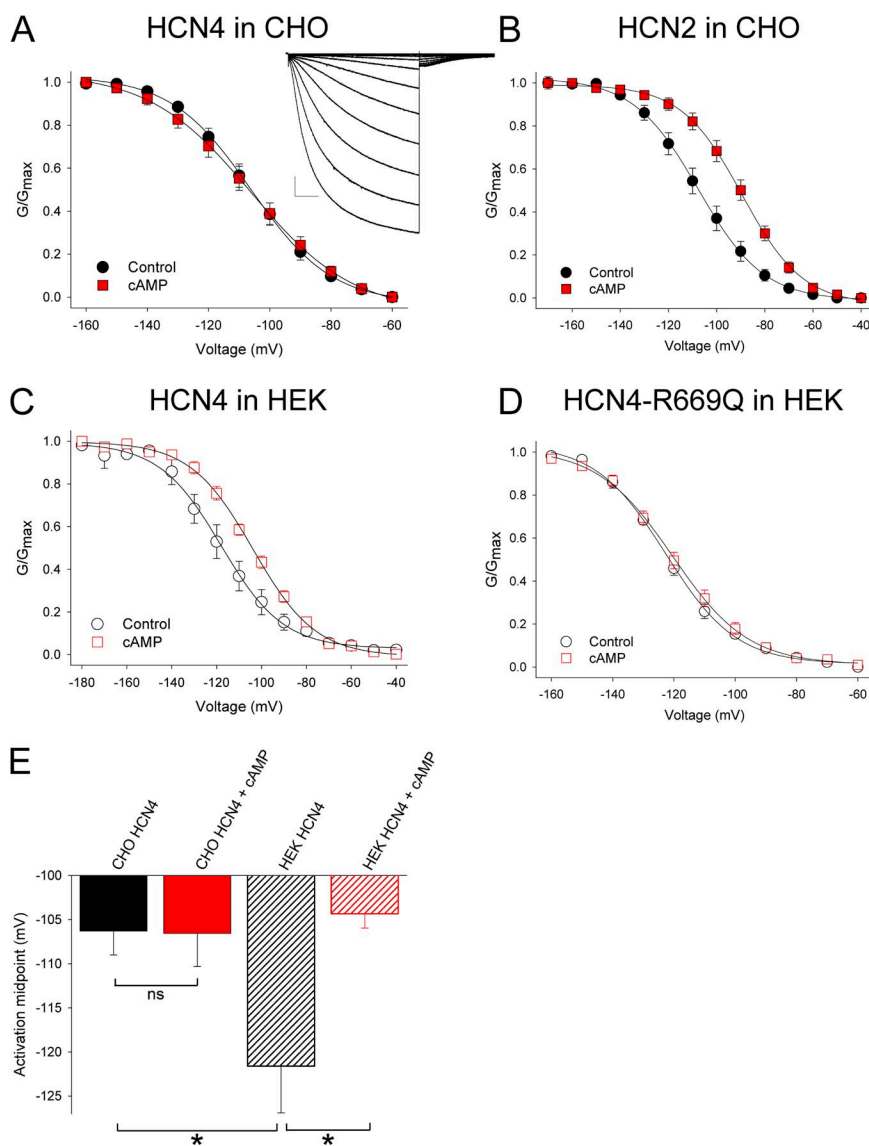 A
HCN4 in CHO
G/Gmax
1.0
0.8
0.6
0.4
0.2
0.0
Control
cAMP
-160 -140 -120 -100 -80 -60
Voltage (mV)
B
HCN2 in CHO
G/Gmax
1.0
0.8
0.6
0.4
0.2
0.0
Control
cAMP
-160 -140 -120 -100 -80 -60 -40
Voltage (mV)
C
HCN4 in HEK
G/Gmax
1.0
0.8
0.6
0.4
0.2
0.0
Control
cAMP
-180 -160 -140 -120 -100 -80 -60 -40
Voltage (mV)
D
HCN4-R669Q in HEK
G/Gmax
1.0
0.8
0.6
0.4
0.2
0.0
Control
cAMP
-160 -140 -120 -100 -80 -60
Voltage (mV)
E
CHO HCN4
CHO HCN4 + cAMP
HEK HCN4
HEK HCN4 + cAMP
Activation midpoint (mV)
-100
-105
-110
-115
-120
-125
ns
* *